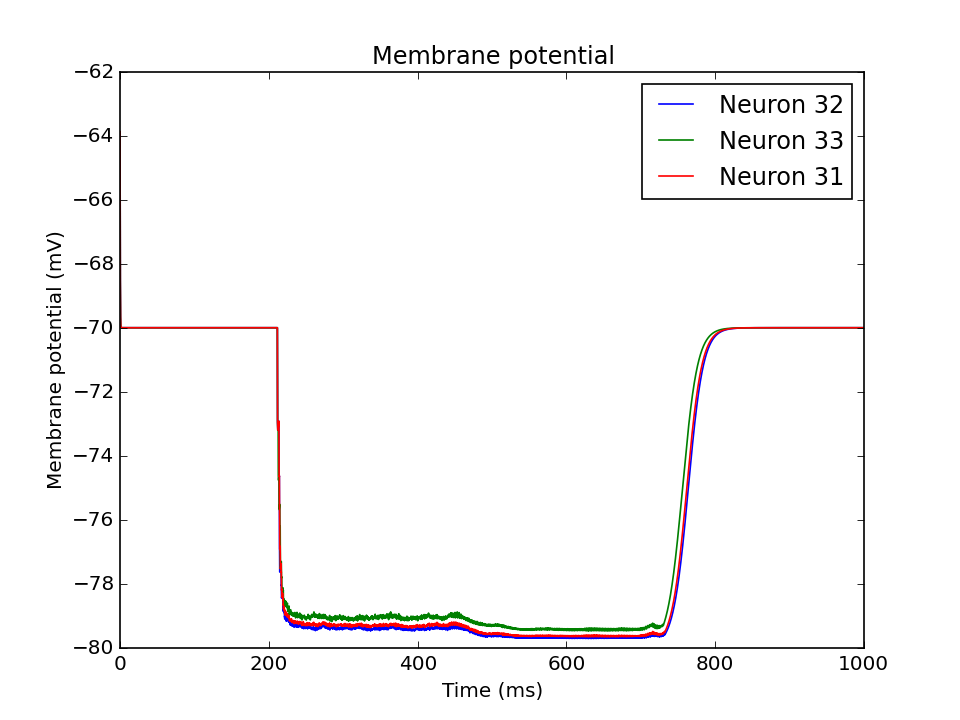 Membrane potential
Neuron 32
Neuron 33
Neuron 31
Membrane potential (mV)
−62
−64
−66
−68
−70
−72
−74
−76
−78
−80
0 200 400 600 800 1000
Time (ms)